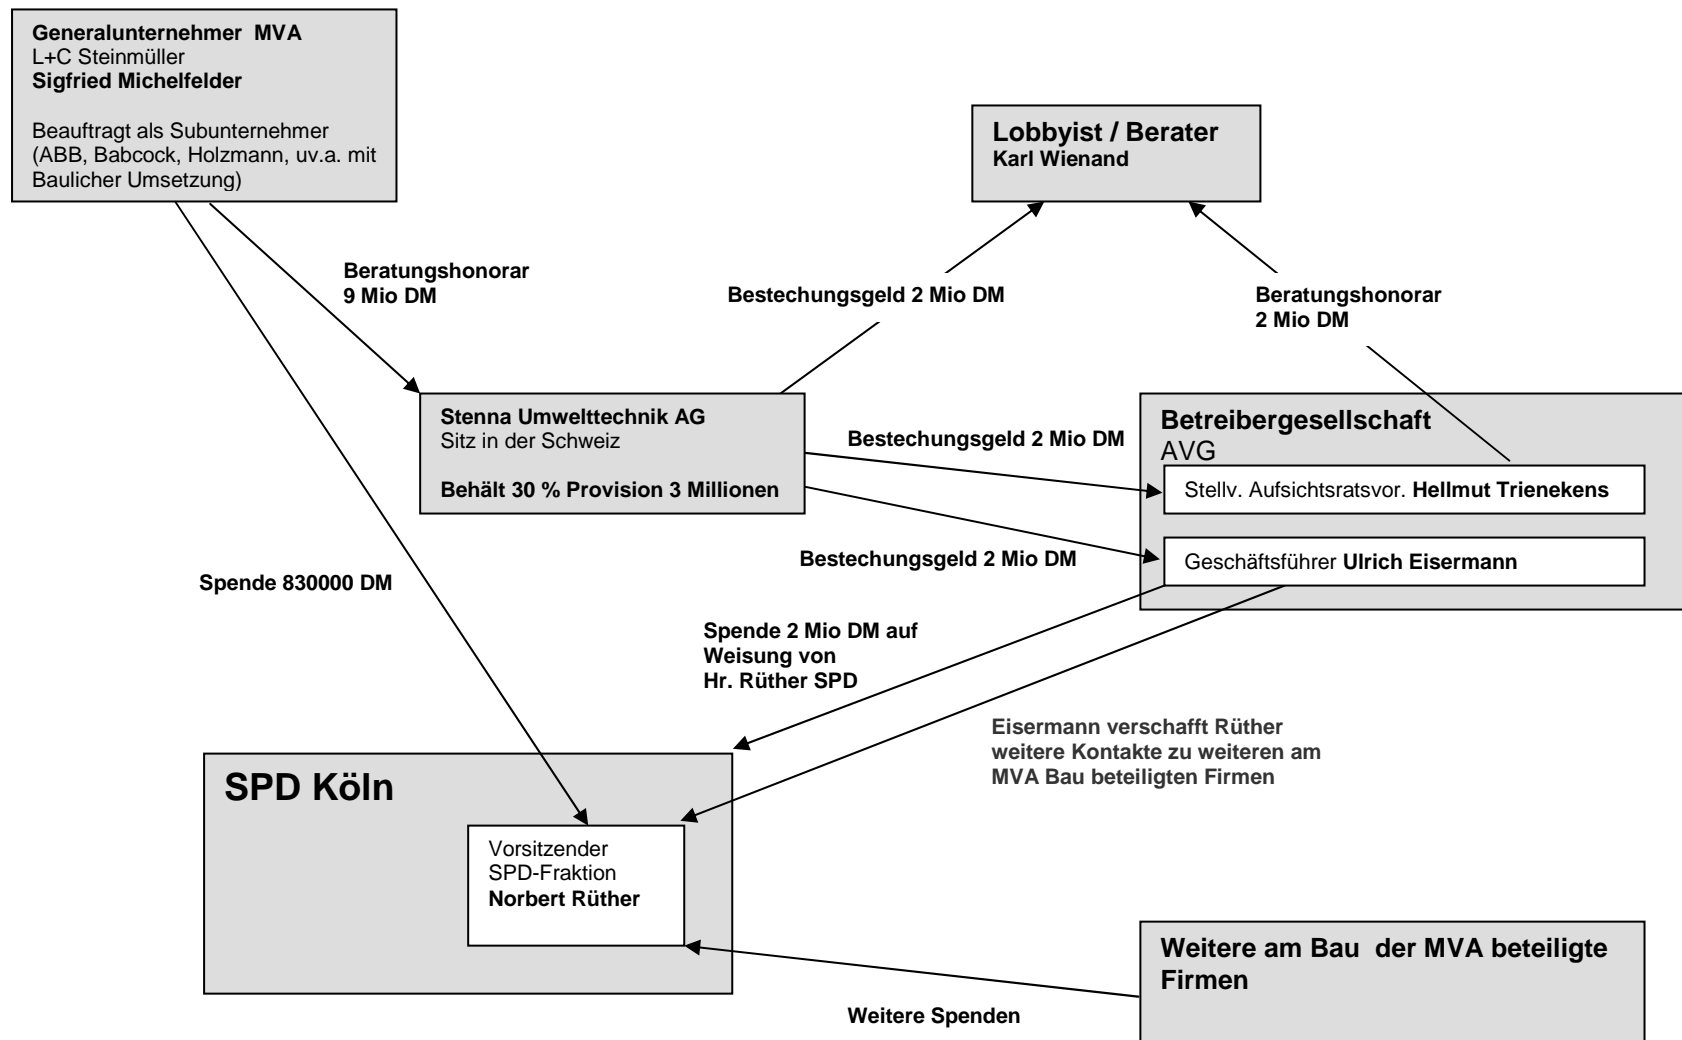 Generalunternehmer MVA
L+C Steinmüller
Sigfried Michelfelder
Beauftragt als Subunternehmer
(ABB, Babcock, Holzmann, uv.a. mit
Baulicher Umsetzung)
Lobbyist / Berater
Karl Wienand
Beratungshonorar
9 Mio DM
Bestechungsgeld 2 Mio DM
Beratungshonorar
2 Mio DM
Stenna Umwelttechnik AG
Sitz in der Schweiz
Behält 30 % Provision 3 Millionen
Bestechungsgeld 2 Mio DM
Betreibergesellschaft
AVG
Stellv. Aufsichtsratsvor. Hellmut Trienekens
Geschäftsführer Ulrich Eisermann
Bestechungsgeld 2 Mio DM
Spende 830000 DM
Spende 2 Mio DM auf
Weisung von
Hr. Rüther SPD
Eisermann verschafft Rüther
weitere Kontakte zu weiteren am
MVA Bau beteiligten Firmen
SPD Köln
Vorsitzender
SPD-Fraktion
Norbert Rüther
Weitere am Bau der MVA beteiligte
Firmen
Weitere Spenden